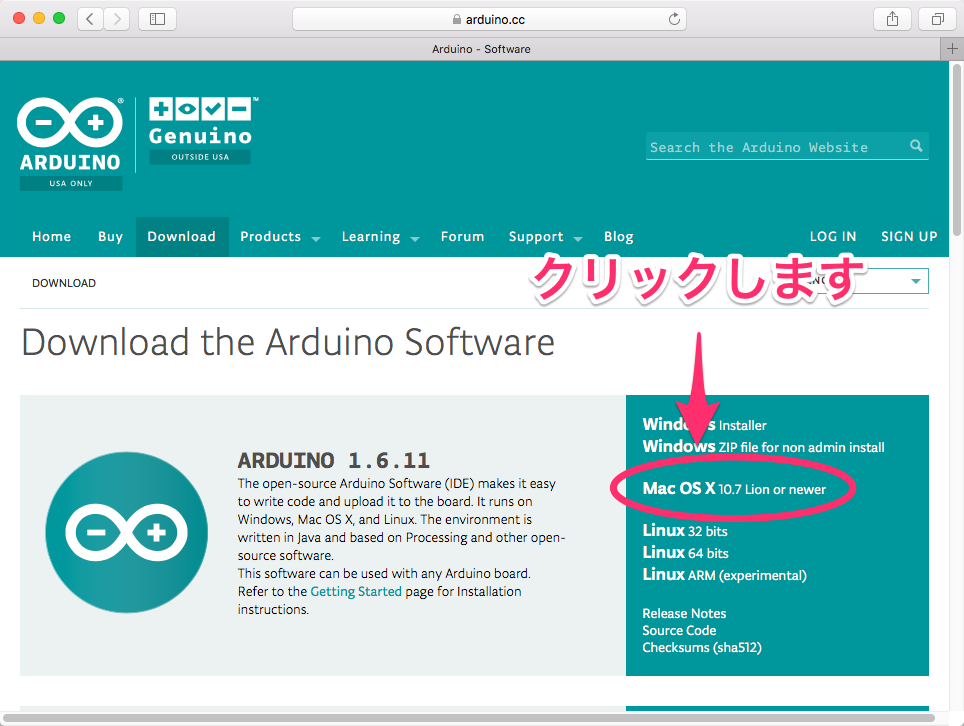 arduino.cc
Arduino - Software
ARDUINO
USA ONLY
Genuino
OUTSIDE USA
Search the Arduino Website
Home Buy Download Products Learning Forum Support Blog LOG IN SIGN UP
DOWNLOAD
クリックします
Download the Arduino Software
ARDUINO 1.6.11
The open-source Arduino Software (IDE) makes it easy
to write code and upload it to the board. It runs on
Windows, Mac OS X, and Linux. The environment is
written in Java and based on Processing and other open-
source software.
This software can be used with any Arduino board.
Refer to the Getting Started page for Installation
instructions.
Windows Installer
Windows ZIP file for non admin install
Mac OS X 10.7 Lion or newer
Linux 32 bits
Linux 64 bits
Linux ARM (experimental)
Release Notes
Source Code
Checksums (sha512)